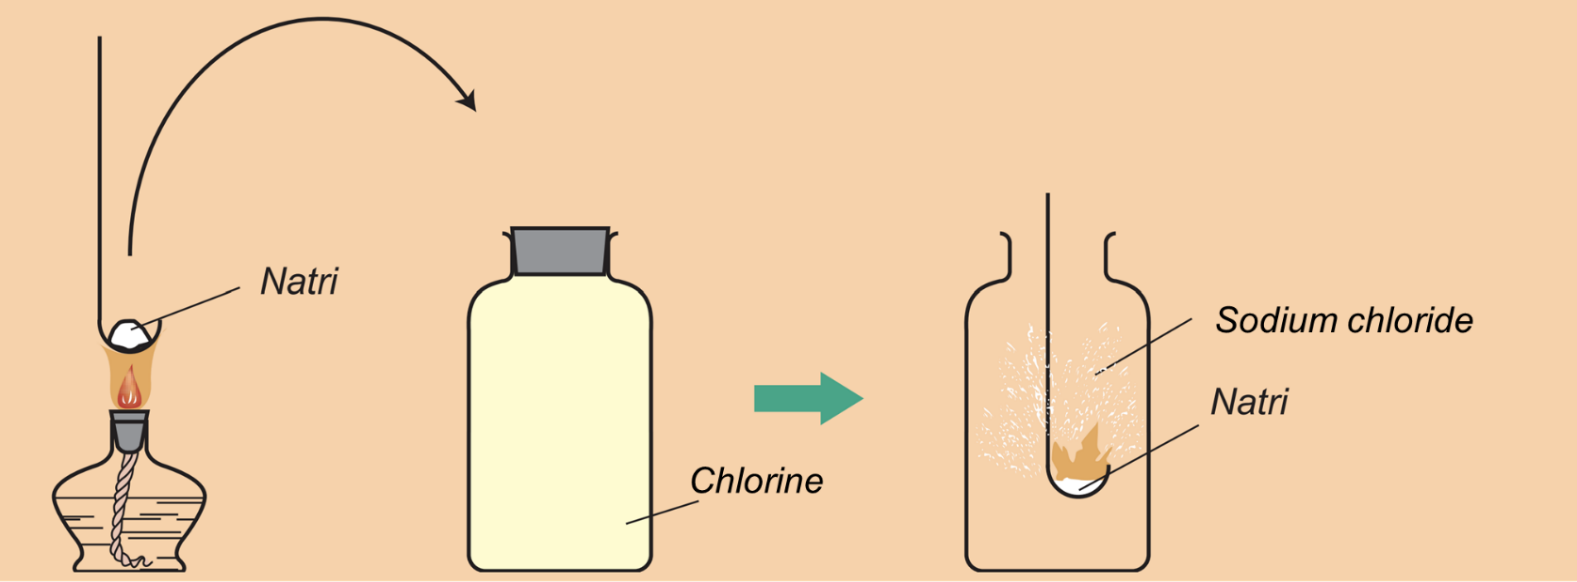 Natri
Chlorine
Sodium chloride
Natri